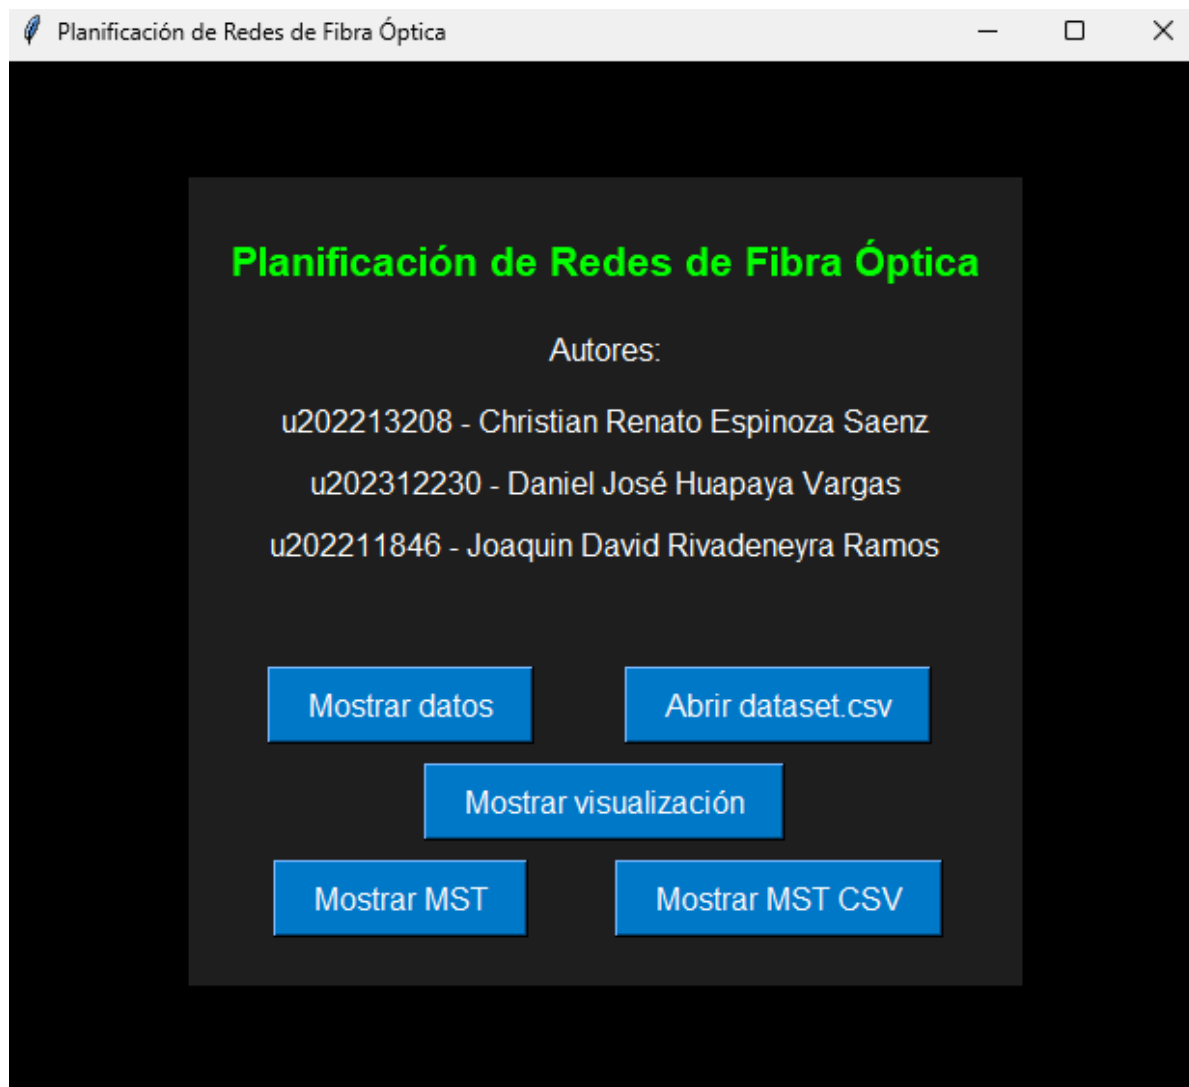 Planificación de Redes de Fibra Óptica
Planificación de Redes de Fibra Óptica
Autores:
u202213208 - Christian Renato Espinoza Saenz
u202312230 - Daniel José Huapaya Vargas
u202211846 - Joaquin David Rivadeneyra Ramos
Mostrar datos
Abrir dataset.csv
Mostrar visualización
Mostrar MST
Mostrar MST CSV